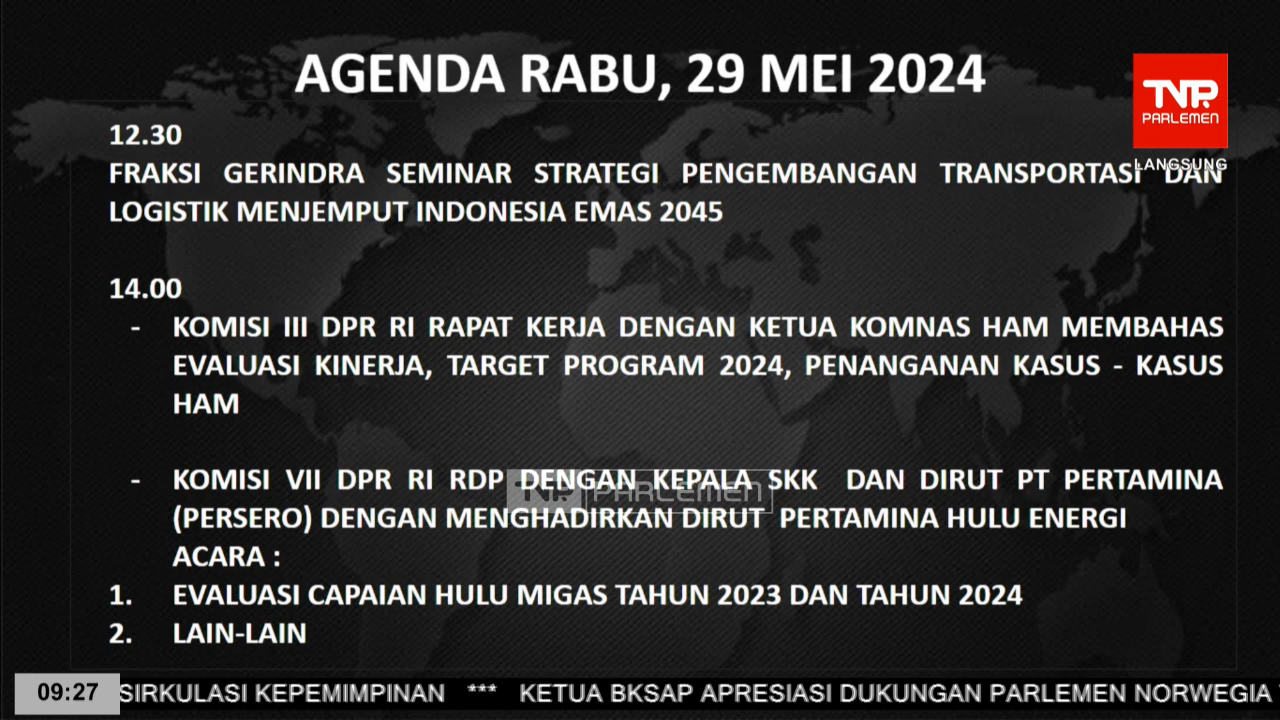 AGENDA RABU, 29 MEI 2024
TVR
PARLEMEN
LANGSUNG
12.30
FRAKSI GERINDRA SEMINAR STRATEGI PENGEMBANGAN TRANSPORTASI DAN
LOGISTIK MENJEMPUT INDONESIA EMAS 2045
14.00
- KOMISI III DPR RI RAPAT KERJA DENGAN KETUA KOMNAS HAM MEMBAHAS
EVALUASI KINERJA, TARGET PROGRAM 2024, PENANGANAN KASUS - KASUS
HAM
- KOMISI VII DPR RI RDP DENGAN KEPALA SKK DAN DIRUT PT PERTAMINA
TVR PARLEMEN
(PERSERO) DENGAN MENGHADIRKAN DIRUT PERTAMINA HULU ENERGI
ACARA :
1. EVALUASI CAPAIAN HULU MIGAS TAHUN 2023 DAN TAHUN 2024
2. LAIN-LAIN
09:27 SIRKULASI KEPEMIMPINAN *** KETUA BKSAP APRESIASI DUKUNGAN PARLEMEN NORWEGIA